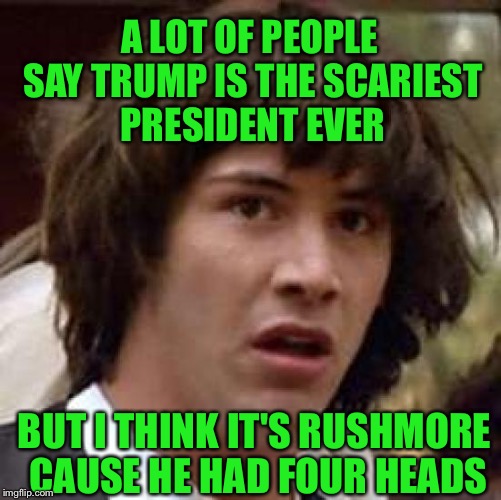 A LOT OF PEOPLE
SAY TRUMP IS THE SCARIEST
PRESIDENT EVER
BUT I THINK IT'S RUSHMORE
CAUSE HE HAD FOUR HEADS
imgflip.com